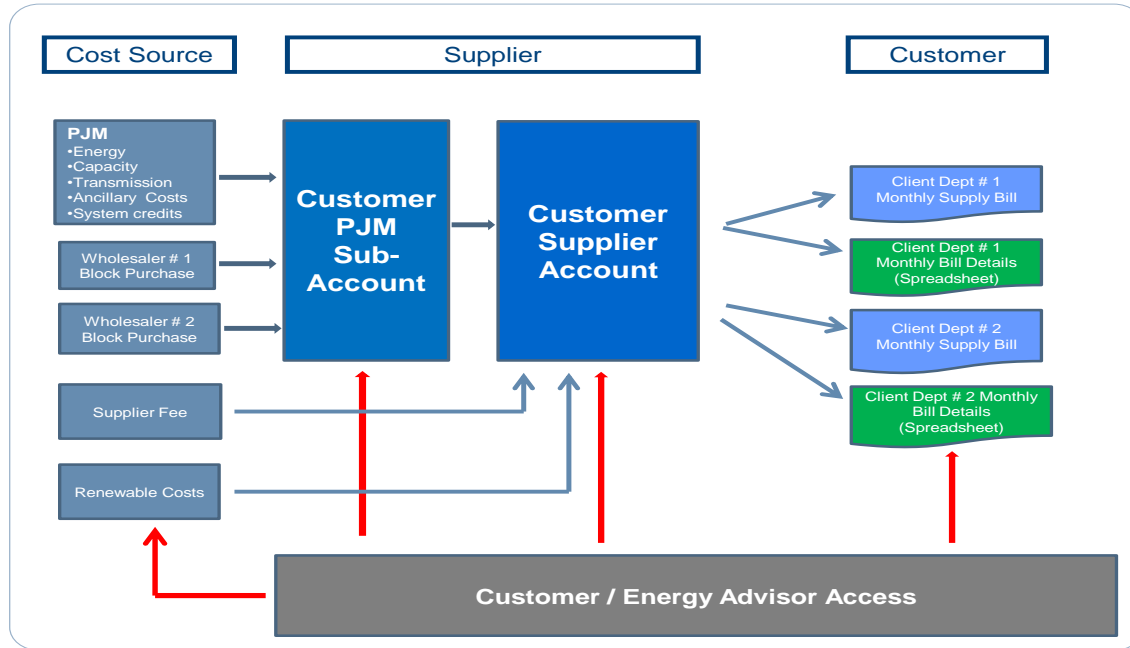 Cost Source
Supplier
Customer
PJM
•Energy
•Capacity
•Transmission
•Ancillary Costs
•System credits
Wholesaler # 1
Block Purchase
Wholesaler # 2
Block Purchase
Supplier Fee
Renewable Costs
Customer
PJM
Sub-
Account
Customer
Supplier
Account
Client Dept # 1
Monthly Supply Bill
Client Dept # 1
Monthly Bill Details
(Spreadsheet)
Client Dept # 2
Monthly Supply Bill
Client Dept # 2 Monthly
Bill Details
(Spreadsheet)
Customer / Energy Advisor Access